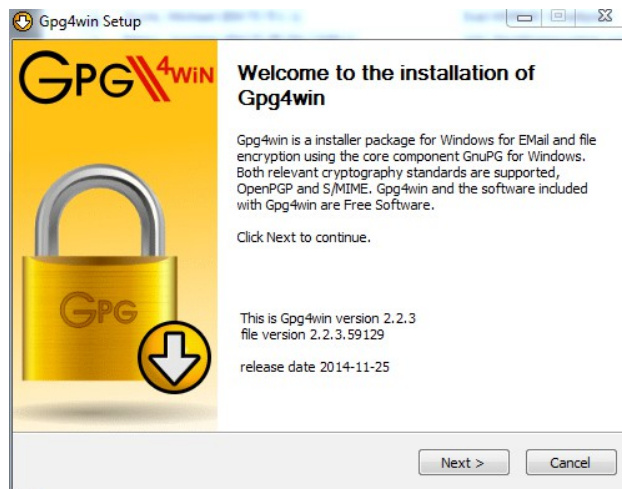 Gpg4win Setup
GPG4WIN
Welcome to the installation of
Gpg4win
Gpg4win is a installer package for Windows for EMail and file
encryption using the core component GnuPG for Windows.
Both relevant cryptography standards are supported,
OpenPGP and S/MIME. Gpg4win and the software included
with Gpg4win are Free Software.
Click Next to continue.
GPG
This is Gpg4win version 2.2.3
file version 2.2.3.59129
release date 2014-11-25
Next >
Cancel